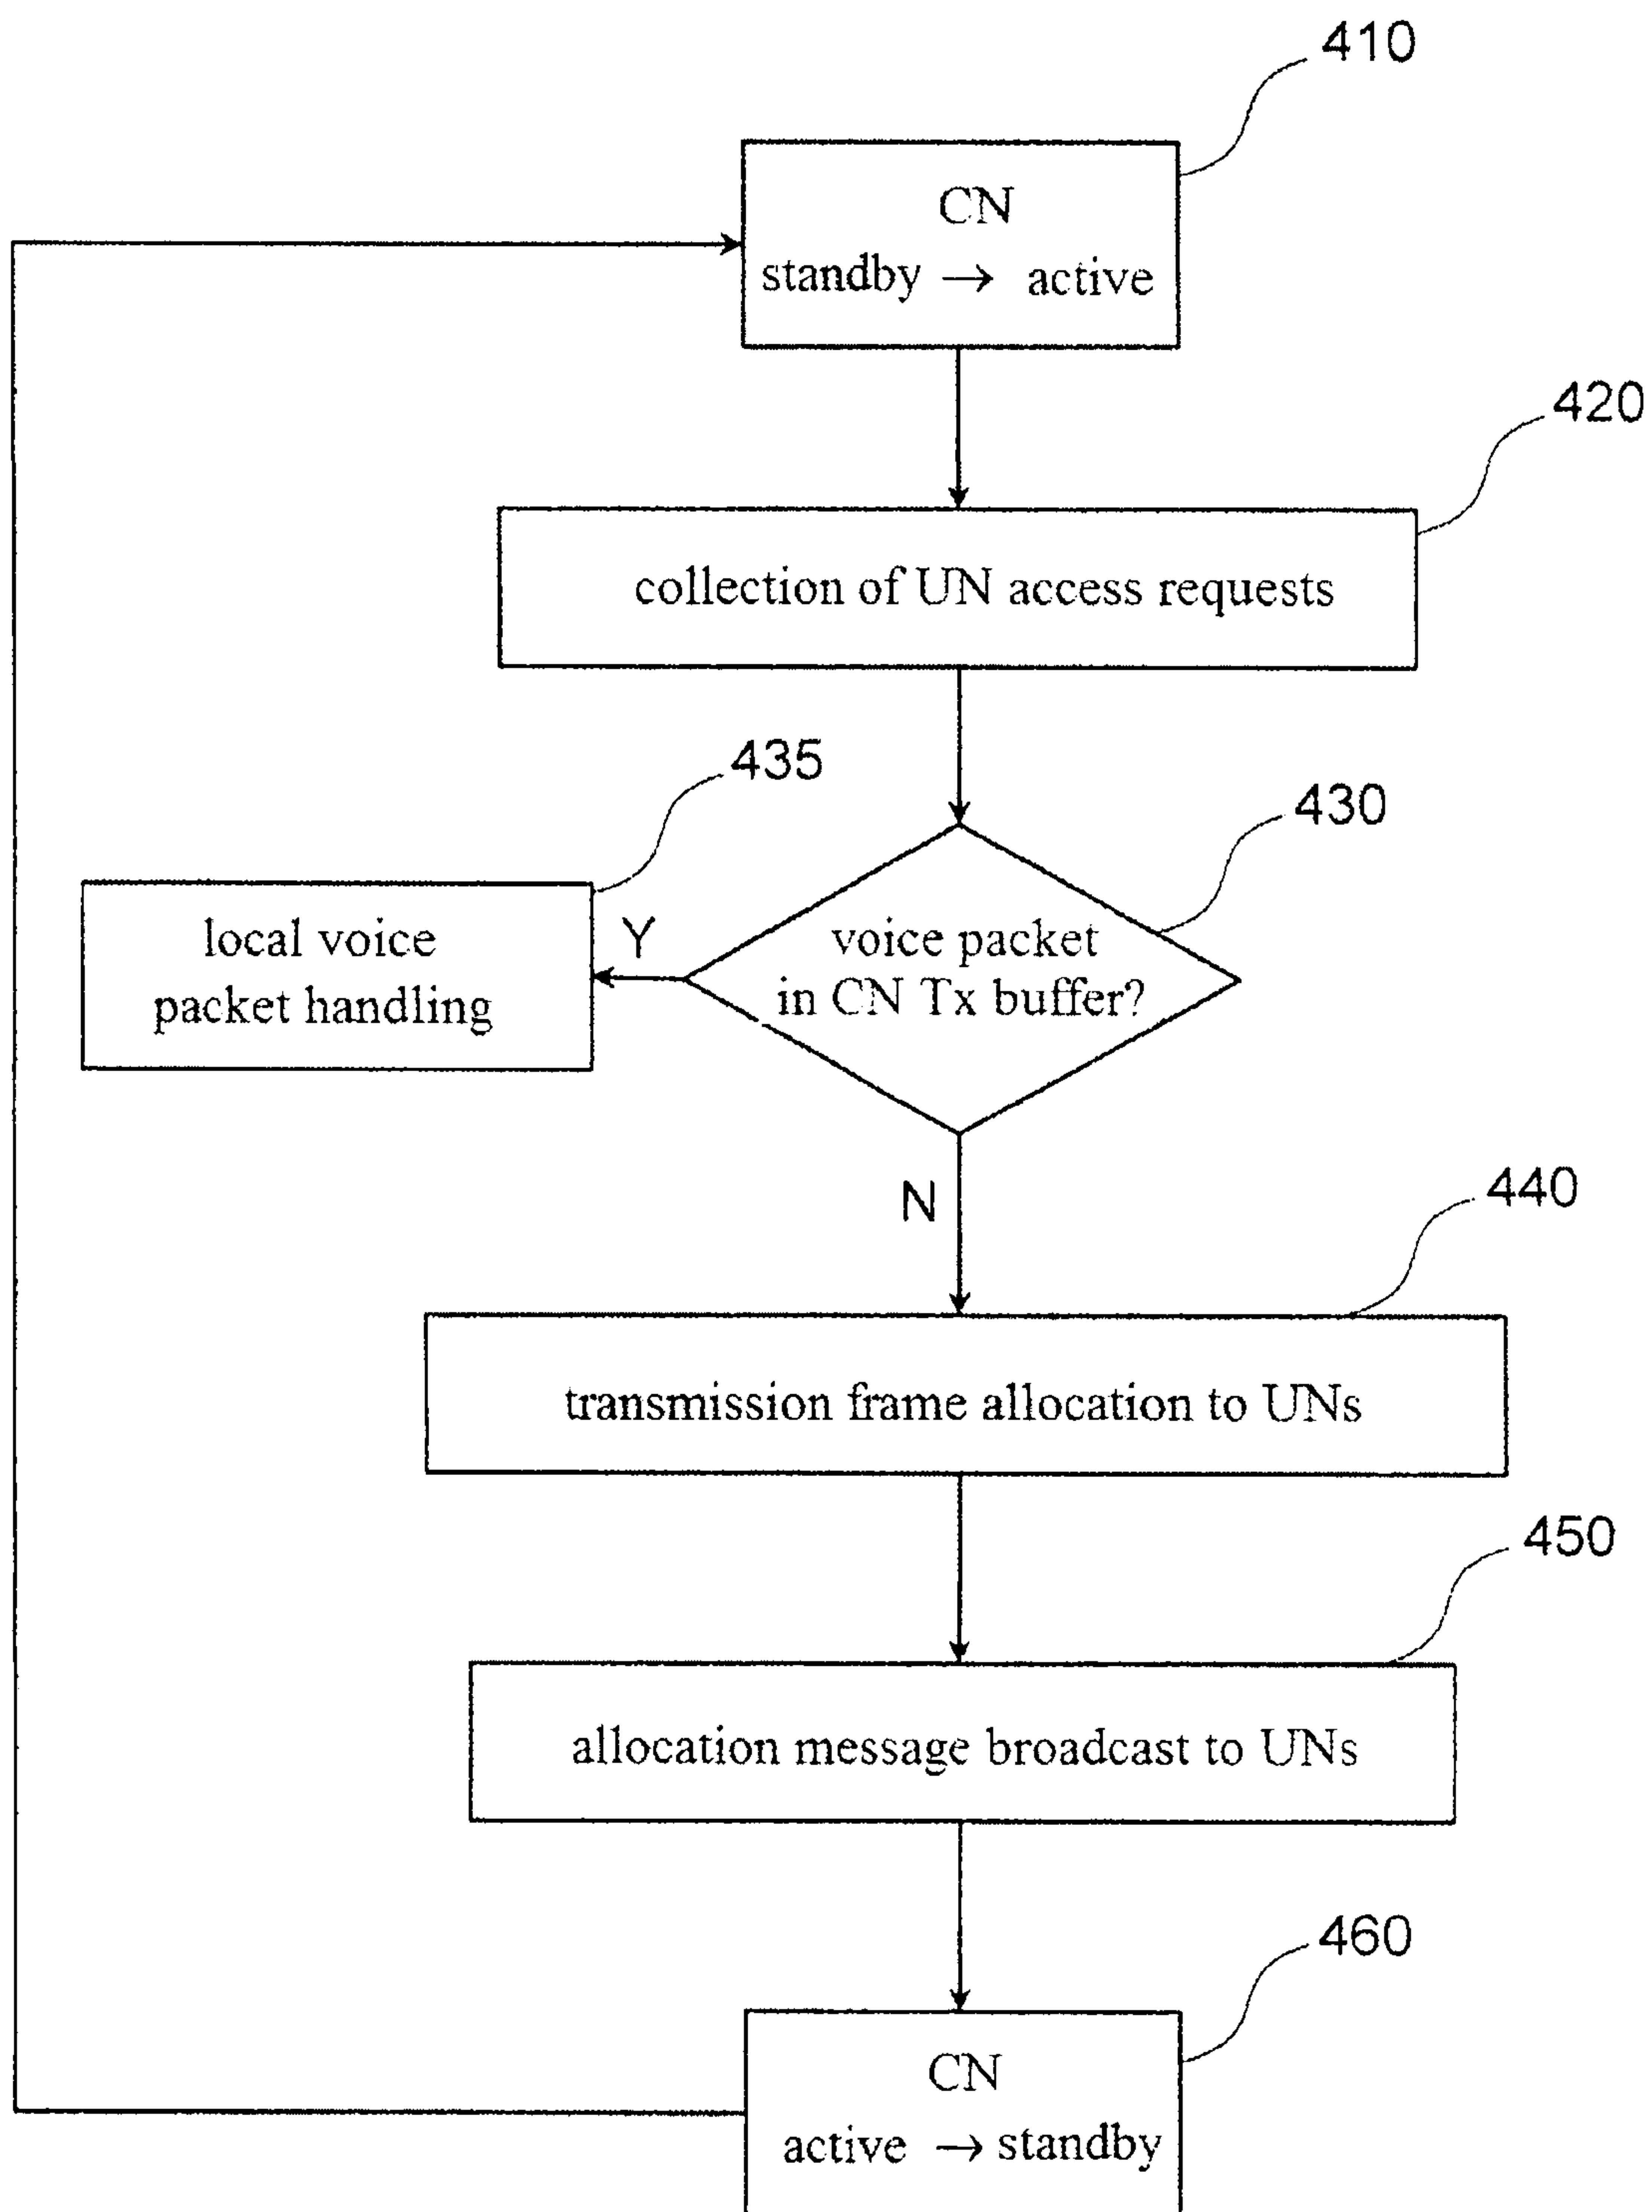 410
CN
standby → active
420
collection of UN access requests
435
430
local voice
packet handling
Y
voice packet
in CN Tx buffer?
N
440
transmission frame allocation to UNs
450
allocation message broadcast to UNs
460
CN
active → standby